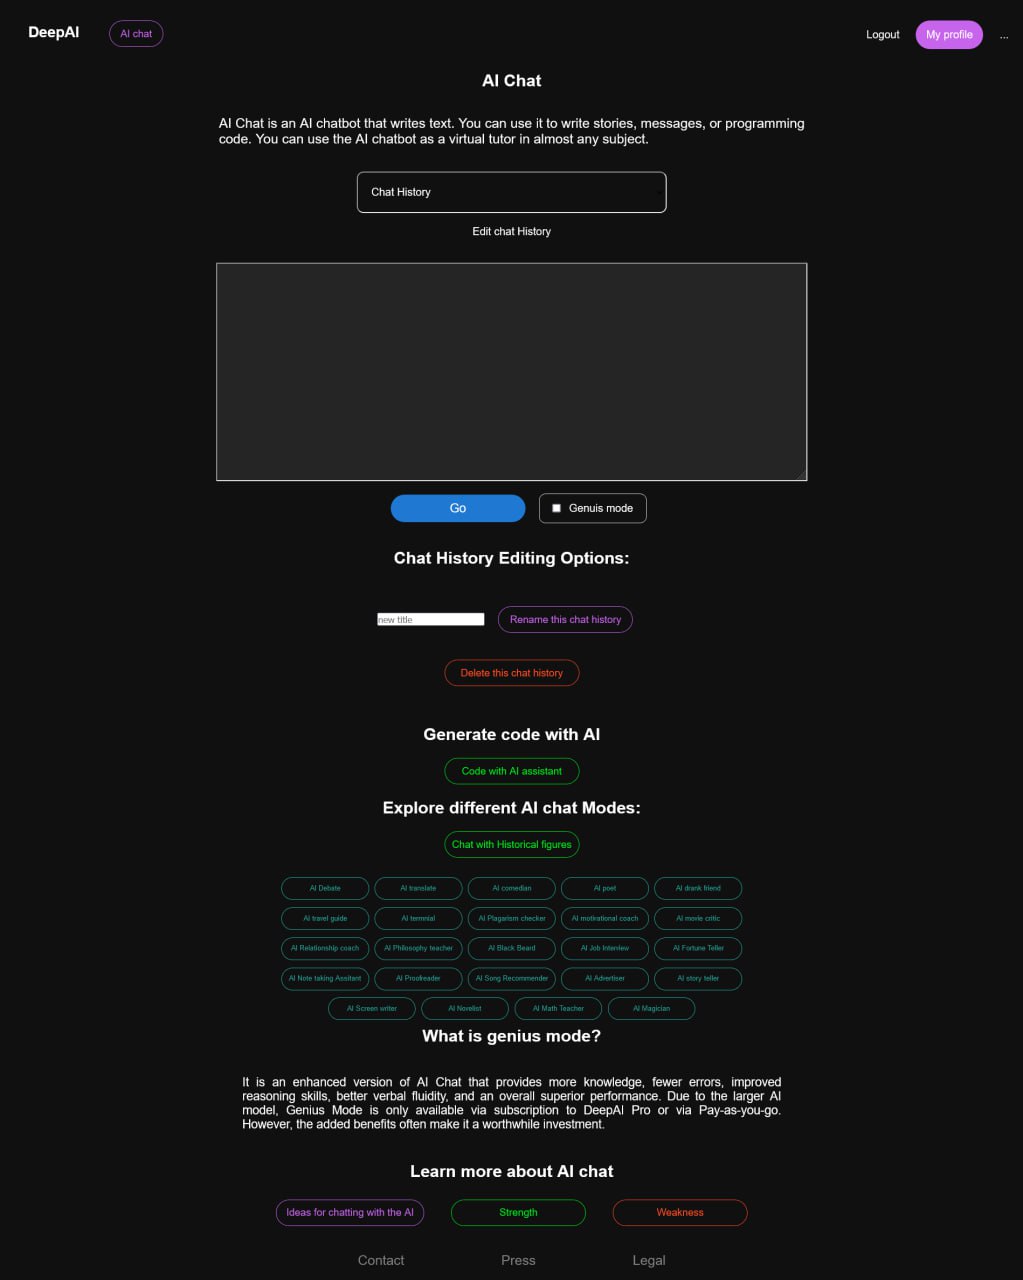 DeepAI
AI chat
Logout
My profile
...
AI Chat
AI Chat is an AI chatbot that writes text. You can use it to write stories, messages, or programming
code. You can use the AI chatbot as a virtual tutor in almost any subject.
Chat History
Edit chat History
Go
Genuis mode
Chat History Editing Options:
new title
Rename this chat history
Delete this chat history
Generate code with AI
Code with AI assistant
Explore different AI chat Modes:
Chat with Historical figures
AI Debate
AI translate
AI comedian
AI poet
AI drank friend
AI travel guide
AI termnial
AI Plagarism checker
AI motirational coach
AI movie critic
AI Relationship coach
AI Philosophy teacher
AI Black Beard
AI Job Interview
AI Fortune Teller
AI Note taking Assitant
AI Proofreader
AI Song Recommender
AI Advertiser
AI story teller
AI Screen writer
AI Novelist
AI Math Teacher
AI Magician
What is genius mode?
It is an enhanced version of AI Chat that provides more knowledge, fewer errors, improved
reasoning skills, better verbal fluidity, and an overall superior performance. Due to the larger AI
model, Genius Mode is only available via subscription to DeepAI Pro or via Pay-as-you-go.
However, the added benefits often make it a worthwhile investment.
Learn more about AI chat
Ideas for chatting with the AI
Strength
Weakness
Contact
Press
Legal